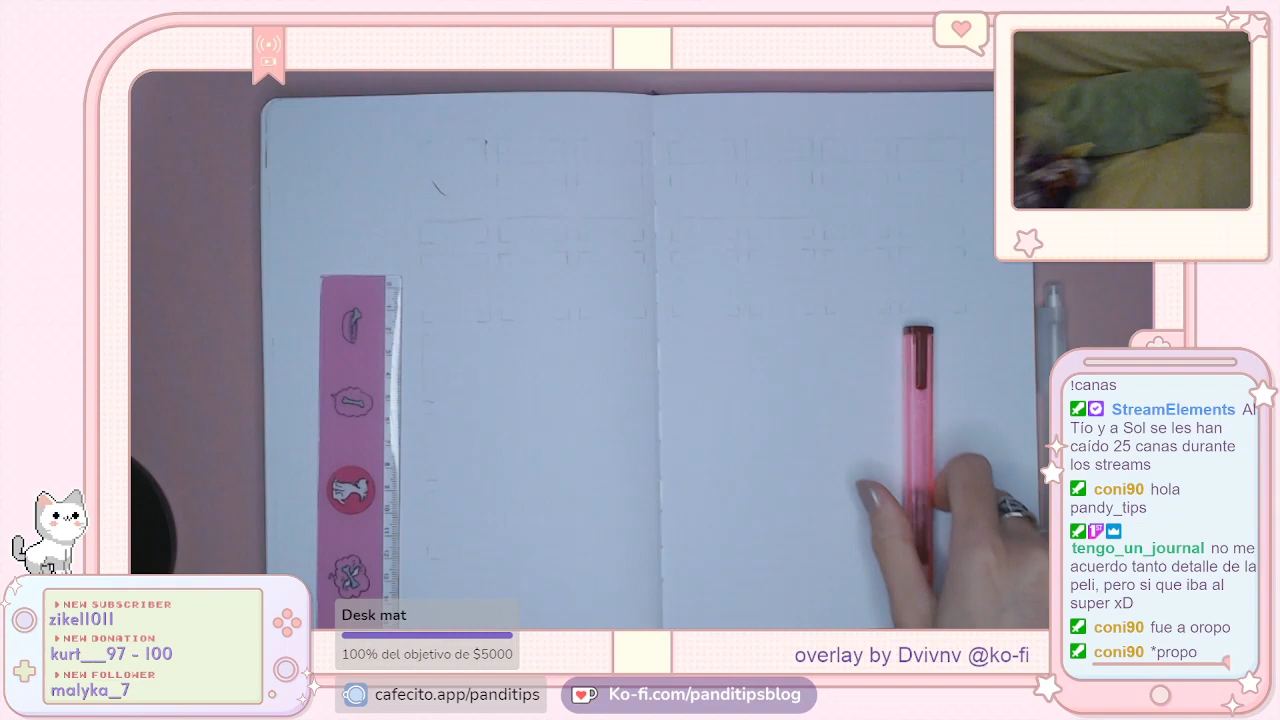 !canas
StreamElements Al
Tío y a Sol se les han
caído 25 canas durante
los streams
coni90 hola
pandy_tips
tengo_un_journal no me
acuerdo tanto detalle de la
peli, pero si que iba al
super xD
coni90 fue a oropo
coni90 *propo
NEW SUBSCRIBER
zikell0ll
NEW DONATION
kurt__97 - 100
NEW FOLLOWER
malyka_7
Desk mat
100% del objetivo de $5000
overlay by Dvivnv @ko-fi
cafecito.app/panditips
Ko-fi.com/panditipsblog